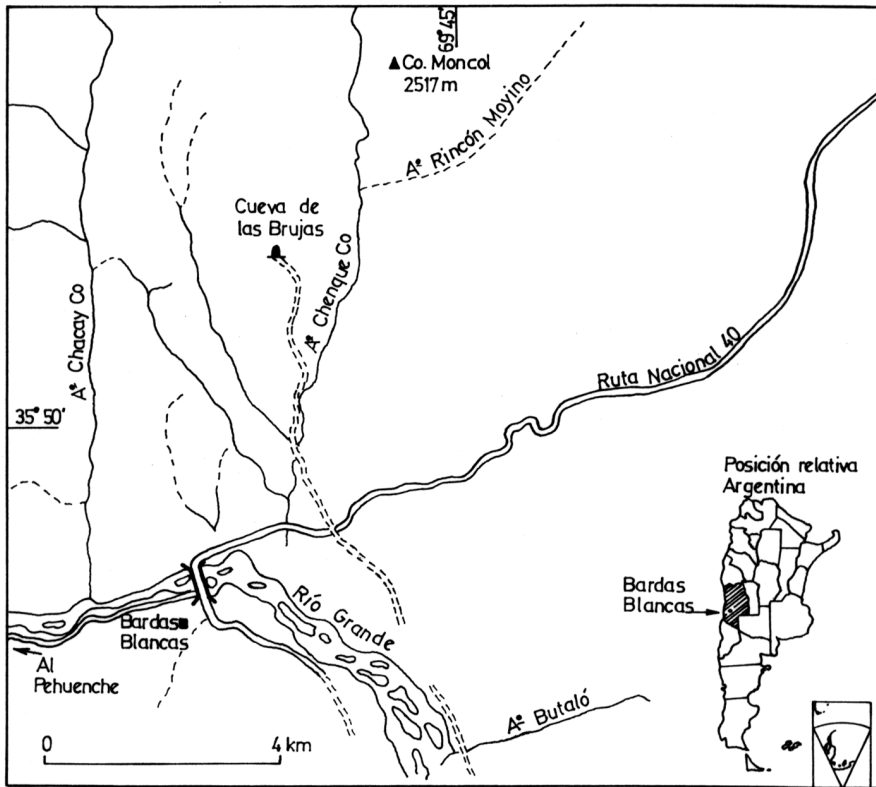 69°45'
Co. Moncol
2517 m
Aº Rincón Moyino
Cueva de
las Brujas
Aº Chenque Co
Aº Chacay Co
Ruta Nacional 40
35°50'
Posición relativa
Argentina
Bardas
Blancas
Río Grande
Bardas
Blancas
Al
Pehuenche
Aº Butaló
0 4 km